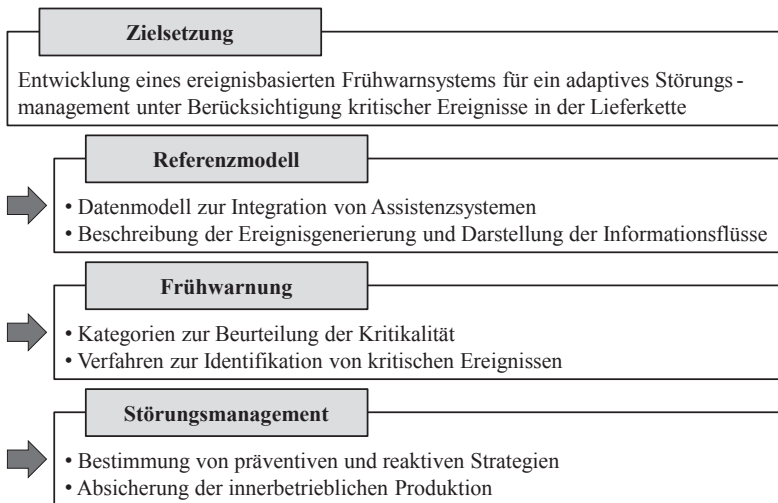 Zielsetzung
Entwicklung eines ereignisbasierten Frühwarnsystems für ein adaptives Störungs-
management unter Berücksichtigung kritischer Ereignisse in der Lieferkette
Referenzmodell
• Datenmodell zur Integration von Assistenzsystemen
• Beschreibung der Ereignisgenerierung und Darstellung der Informationsflüsse
Frühwarnung
• Kategorien zur Beurteilung der Kritikalität
• Verfahren zur Identifikation von kritischen Ereignissen
Störungsmanagement
• Bestimmung von präventiven und reaktiven Strategien
• Absicherung der innerbetrieblichen Produktion